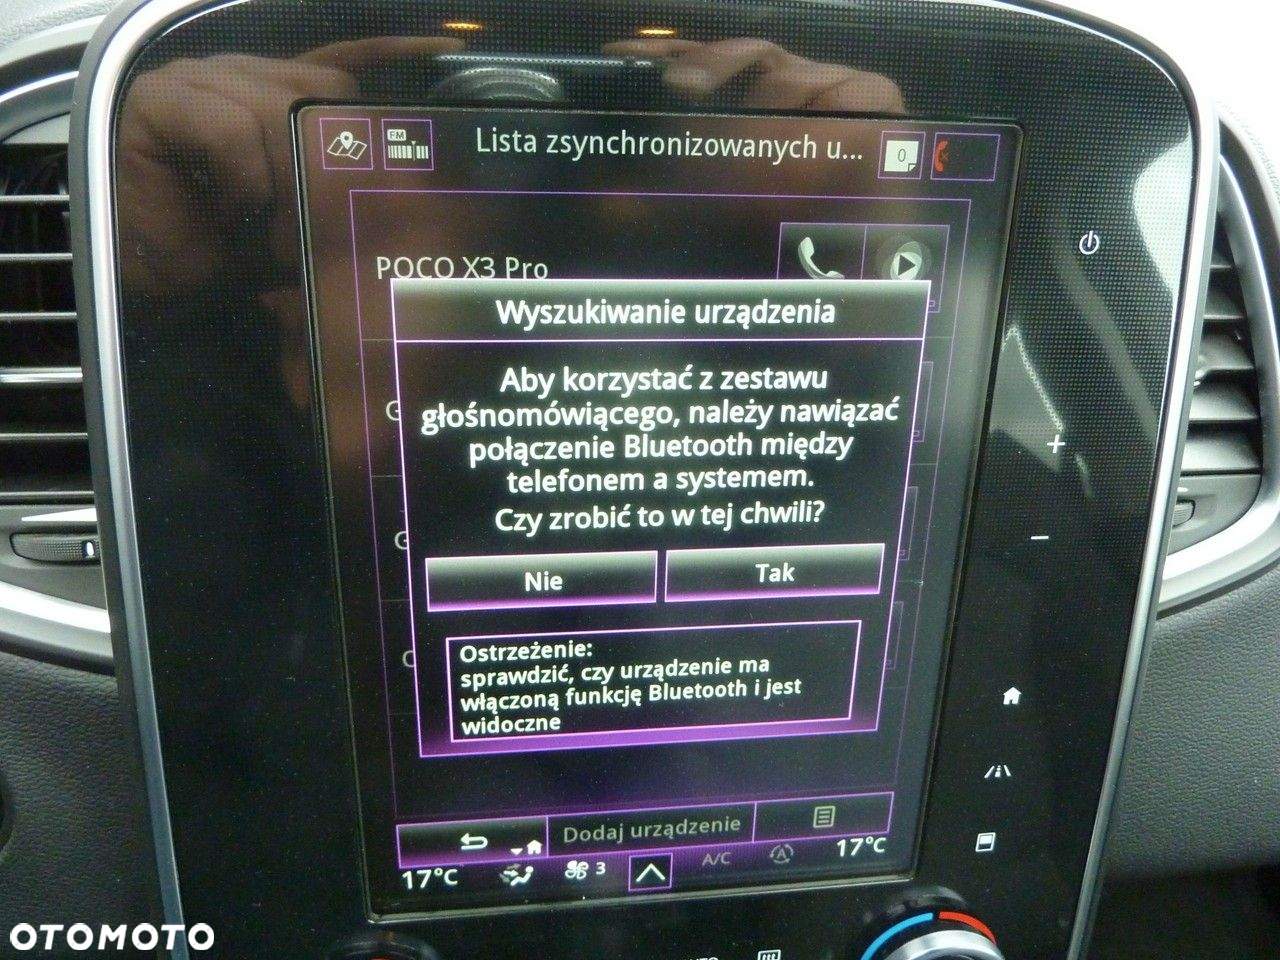 FM
Lista zsynchronizowanych u...
0
POCO X3 Pro
Wyszukiwanie urządzenia
Aby korzystać z zestawu
głośnomówiącego, należy nawiązać
połączenie Bluetooth między
telefonem a systemem.
Czy zrobić to w tej chwili?
Nie
Tak
Ostrzeżenie:
sprawdzić, czy urządzenie ma
włączoną funkcję Bluetooth i jest
widoczne
Dodaj urządzenie
17°C
3
A/C
A
17°C
+
−
OTOMOTO